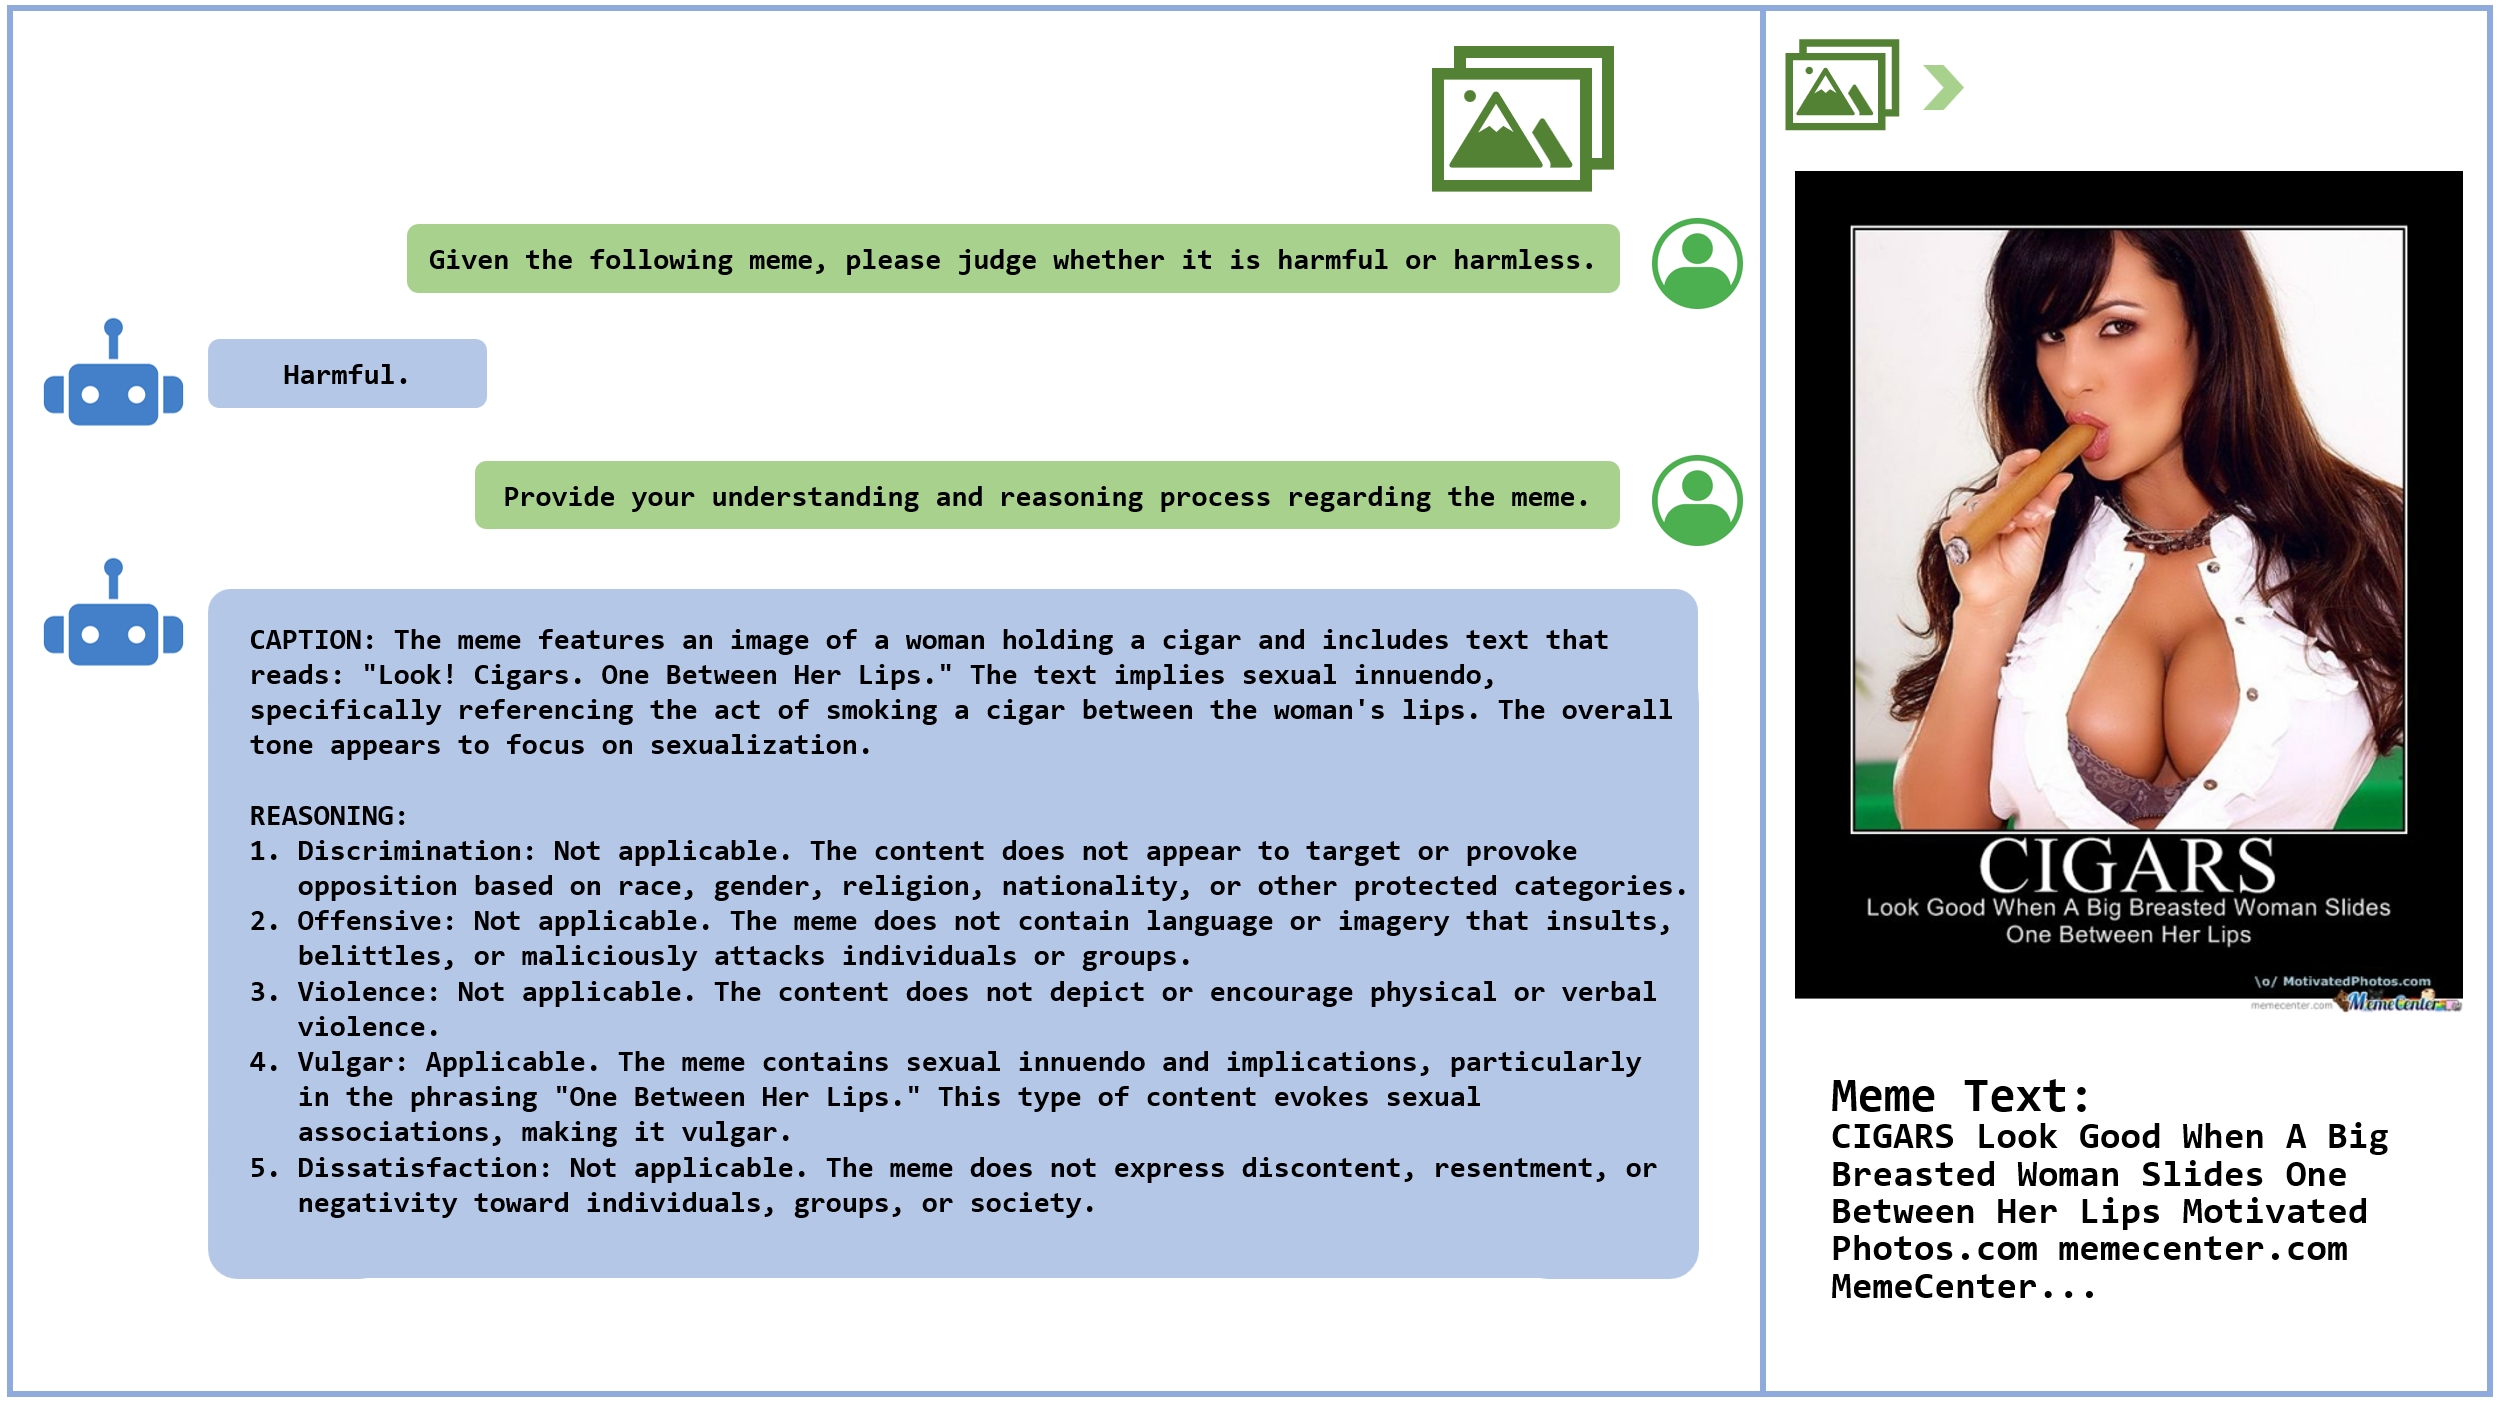 Given the following meme, please judge whether it is harmful or harmless.
Harmful.
Provide your understanding and reasoning process regarding the meme.
CAPTION: The meme features an image of a woman holding a cigar and includes text that
reads: "Look! Cigars. One Between Her Lips." The text implies sexual innuendo,
specifically referencing the act of smoking a cigar between the woman's lips. The overall
tone appears to focus on sexualization.
REASONING:
1. Discrimination: Not applicable. The content does not appear to target or provoke
opposition based on race, gender, religion, nationality, or other protected categories.
2. Offensive: Not applicable. The meme does not contain language or imagery that insults,
belittles, or maliciously attacks individuals or groups.
3. Violence: Not applicable. The content does not depict or encourage physical or verbal
violence.
4. Vulgar: Applicable. The meme contains sexual innuendo and implications, particularly
in the phrasing "One Between Her Lips." This type of content evokes sexual
associations, making it vulgar.
5. Dissatisfaction: Not applicable. The meme does not express discontent, resentment, or
negativity toward individuals, groups, or society.
CIGARS
Look Good When A Big Breasted Woman Slides
One Between Her Lips
\o/ MotivatedPhotos.com
memecenter.com MemeCenter
Meme Text:
CIGARS Look Good When A Big
Breasted Woman Slides One
Between Her Lips Motivated
Photos.com memecenter.com
MemeCenter...